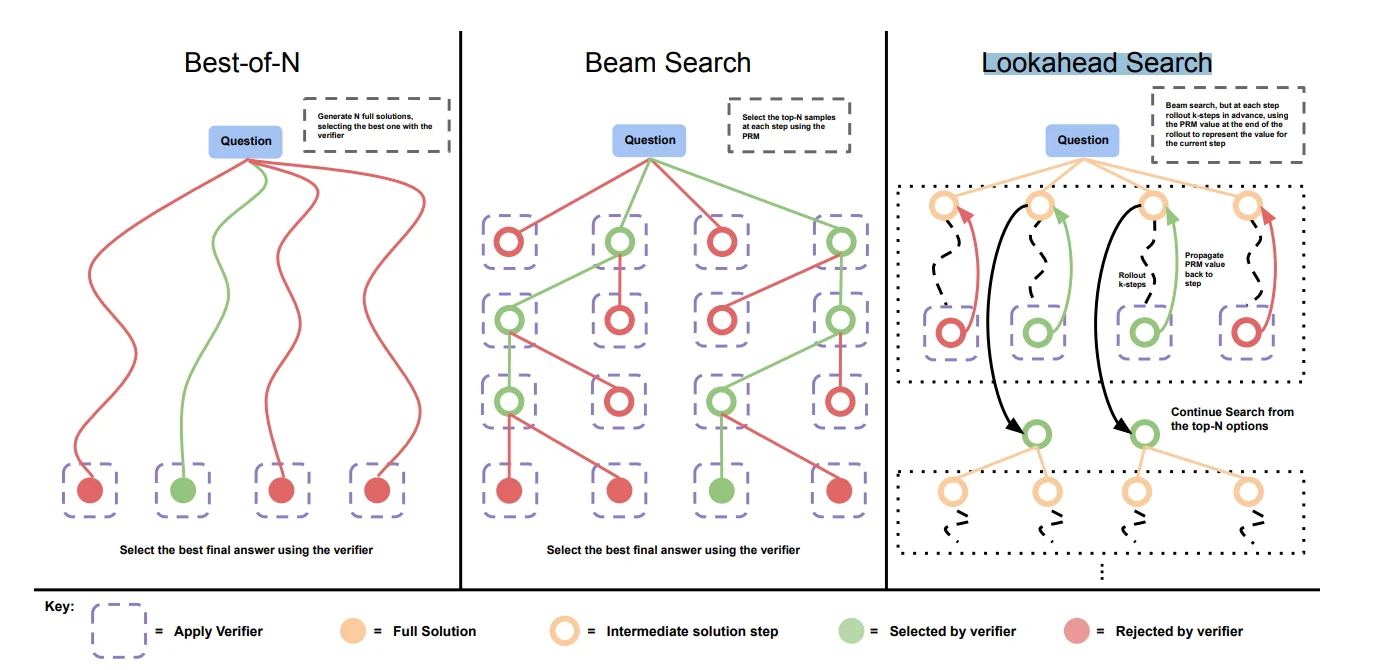 Best-of-N
Generate N full solutions,
selecting the best one with the
verifier
Question
Select the best final answer using the verifier
Beam Search
Select the top-N samples
at each step using the
PRM
Question
Select the best final answer using the verifier
Lookahead Search
Beam search, but at each step
rollout k-steps in advance, using
the PRM value at the end of the
rollout to represent the value for
the current step
Question
Propagate
PRM value
back to
step
Rollout
k-steps
Continue Search from
the top-N options
Key:
= Apply Verifier
= Full Solution
= Intermediate solution step
= Selected by verifier
= Rejected by verifier